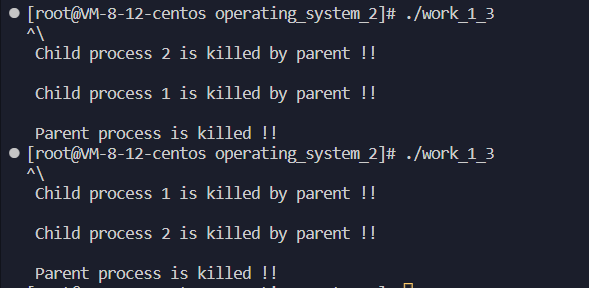 [root@VM-8-12-centos operating_system_2]# ./work_1_3
^\
Child process 2 is killed by parent !!
Child process 1 is killed by parent !!
Parent process is killed !!
[root@VM-8-12-centos operating_system_2]# ./work_1_3
^\
Child process 1 is killed by parent !!
Child process 2 is killed by parent !!
Parent process is killed !!